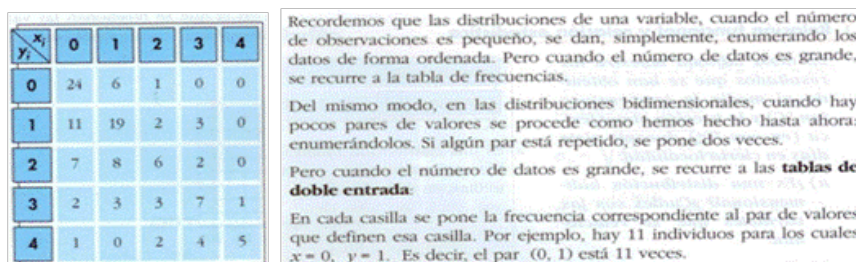 xi yi 0 1 2 3 4
0 24 6 1 0 0
1 11 19 2 3 0
2 7 8 6 2 0
3 2 3 3 7 1
4 1 0 2 4 5
Recordemos que las distribuciones de una variable, cuando el número
de observaciones es pequeño, se dan, simplemente, enumerando los
datos de forma ordenada. Pero cuando el número de datos es grande,
se recurre a la tabla de frecuencias.
Del mismo modo, en las distribuciones bidimensionales, cuando hay
pocos pares de valores se procede como hemos hecho hasta ahora:
enumerándolos. Si algún par está repetido, se pone dos veces.
Pero cuando el número de datos es grande, se recurre a las tablas de
doble entrada:
En cada casilla se pone la frecuencia correspondiente al par de valores
que definen esa casilla. Por ejemplo, hay 11 individuos para los cuales
x = 0, y = 1. Es decir, el par (0, 1) está 11 veces.